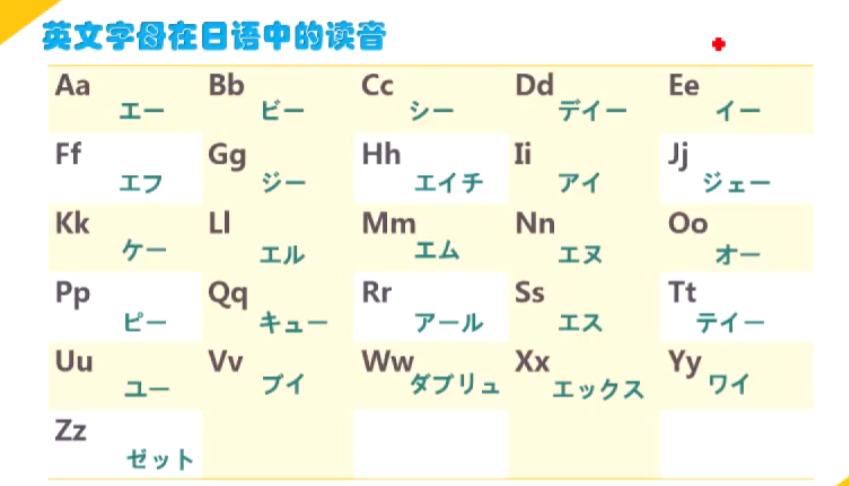 英文字母在日语中的读音
Aa Bb Cc Dd Ee
エー ビー シー デイー イー
Ff Gg Hh Ii Jj
エフ ジー エイチ アイ ジェー
Kk Ll Mm Nn Oo
ケー エル エム エヌ オー
Pp Qq Rr Ss Tt
ピー キュー アール エス テイー
Uu Vv Ww Xx Yy
ユー ブイ ダブリュ エックス ワイ
Zz
ゼット